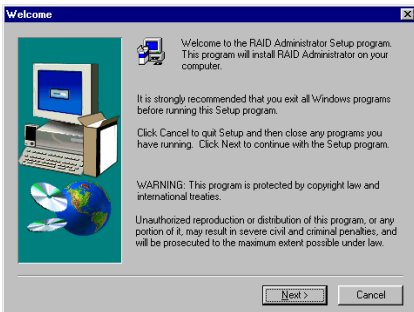 Welcome
Welcome to the RAID Administrator Setup program.
This program will install RAID Administrator on your
computer.
It is strongly recommended that you exit all Windows programs
before running this Setup program.
Click Cancel to quit Setup and then close any programs you
have running. Click Next to continue with the Setup program.
WARNING: This program is protected by copyright law and
international treaties.
Unauthorized reproduction or distribution of this program, or any
portion of it, may result in severe civil and criminal penalties, and
will be prosecuted to the maximum extent possible under law.
Next >
Cancel